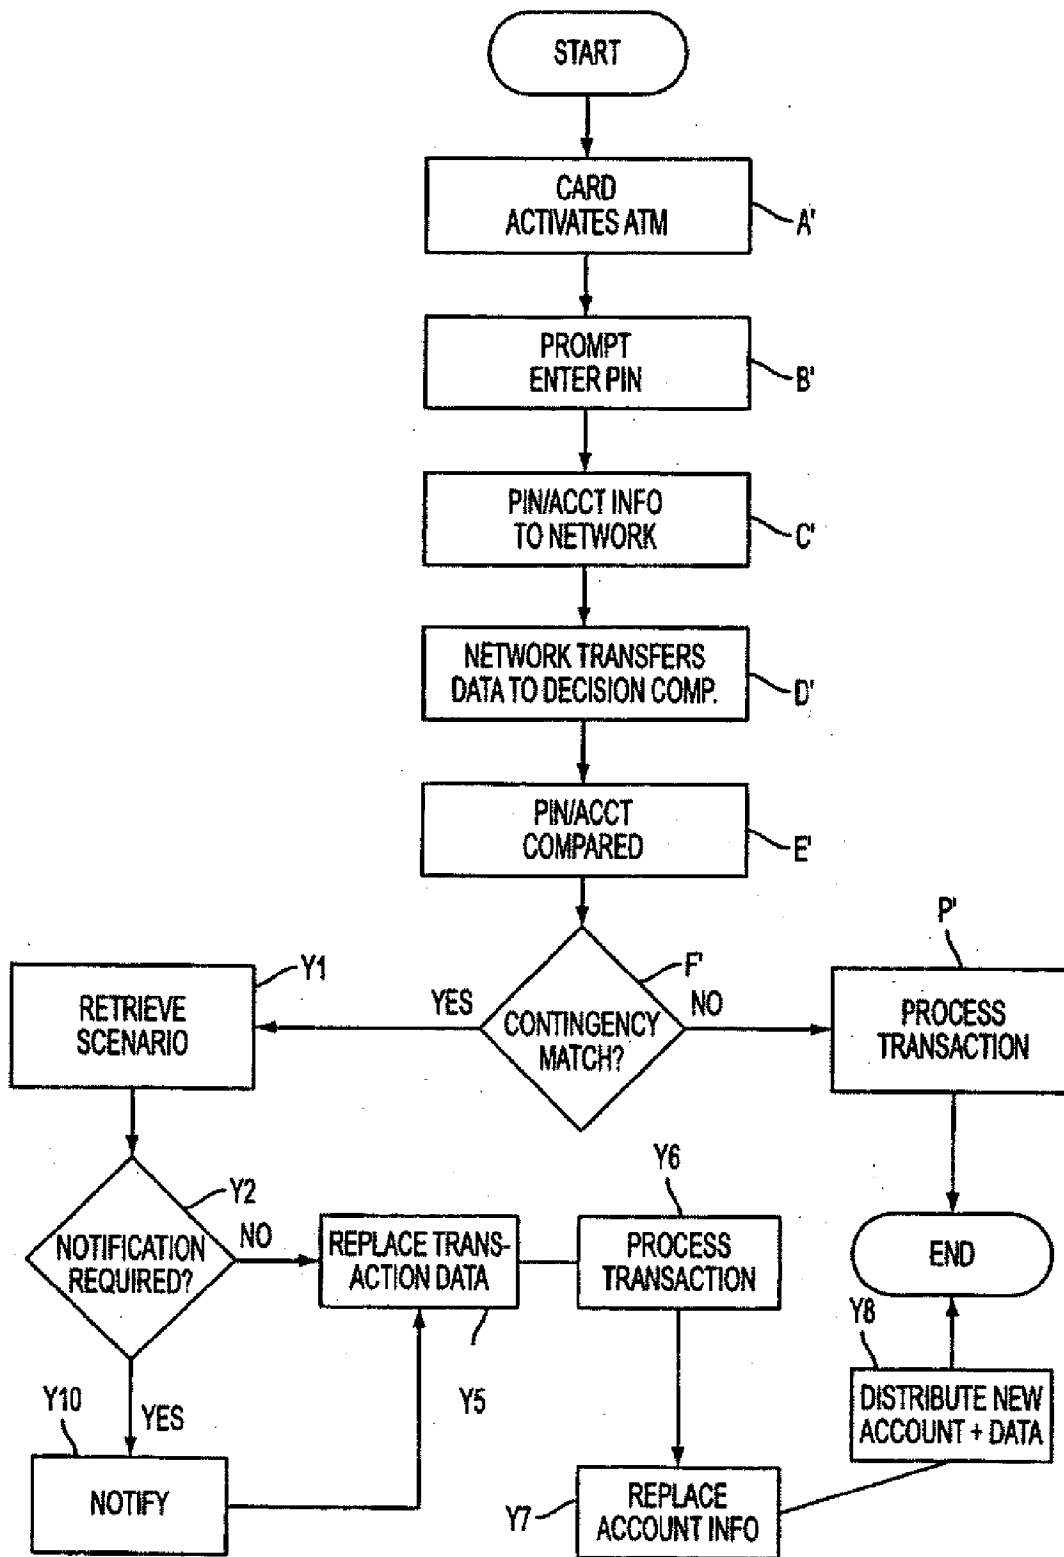 START
CARD
ACTIVATES ATM
A'
PROMPT
ENTER PIN
B'
PIN/ACCT INFO
TO NETWORK
C'
NETWORK TRANSFERS
DATA TO DECISION COMP.
D'
PIN/ACCT
COMPARED
E'
CONTINGENCY
MATCH?
F'
YES
NO
P'
PROCESS
TRANSACTION
Y1
RETRIEVE
SCENARIO
Y2
NOTIFICATION
REQUIRED?
NO
YES
Y10
NOTIFY
REPLACE TRANS-
ACTION DATA
Y5
Y6
PROCESS
TRANSACTION
Y7
REPLACE
ACCOUNT INFO
Y8
DISTRIBUTE NEW
ACCOUNT + DATA
END